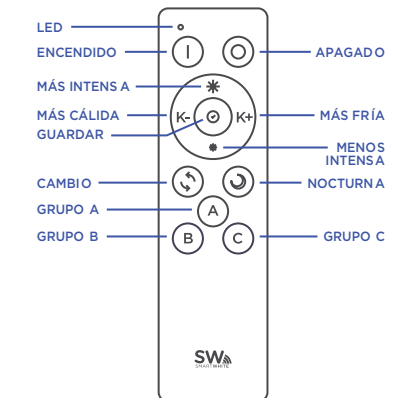 LED
ENCENDIDO
APAGADO
MÁS INTENSA
MÁS CÁLIDA
K-
K+
MÁS FRÍA
GUARDAR
MENOS
INTENSA
CAMBIO
NOCTURNA
GRUPO A
A
GRUPO B
B
C
GRUPO C
SW
SMARTWHITE